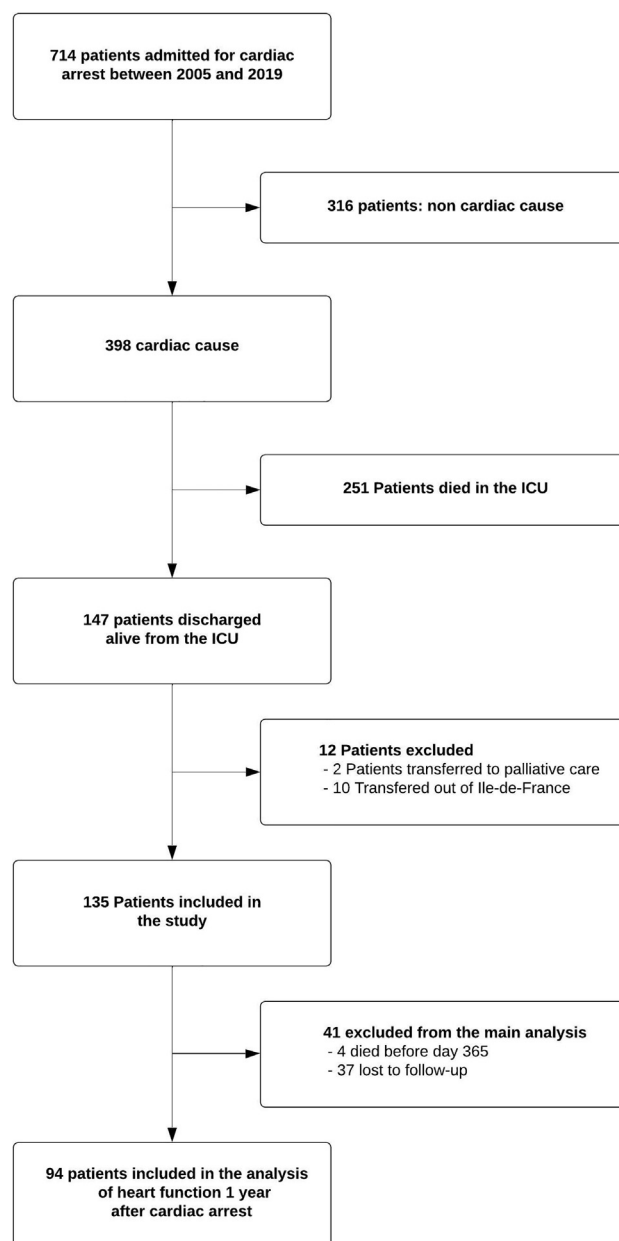 714 patients admitted for cardiac
arrest between 2005 and 2019
316 patients: non cardiac cause
398 cardiac cause
251 Patients died in the ICU
147 patients discharged
alive from the ICU
12 Patients excluded
- 2 Patients transferred to palliative care
- 10 Transfered out of Ile-de-France
135 Patients included in
the study
41 excluded from the main analysis
- 4 died before day 365
- 37 lost to follow-up
94 patients included in the analysis
of heart function 1 year
after cardiac arrest